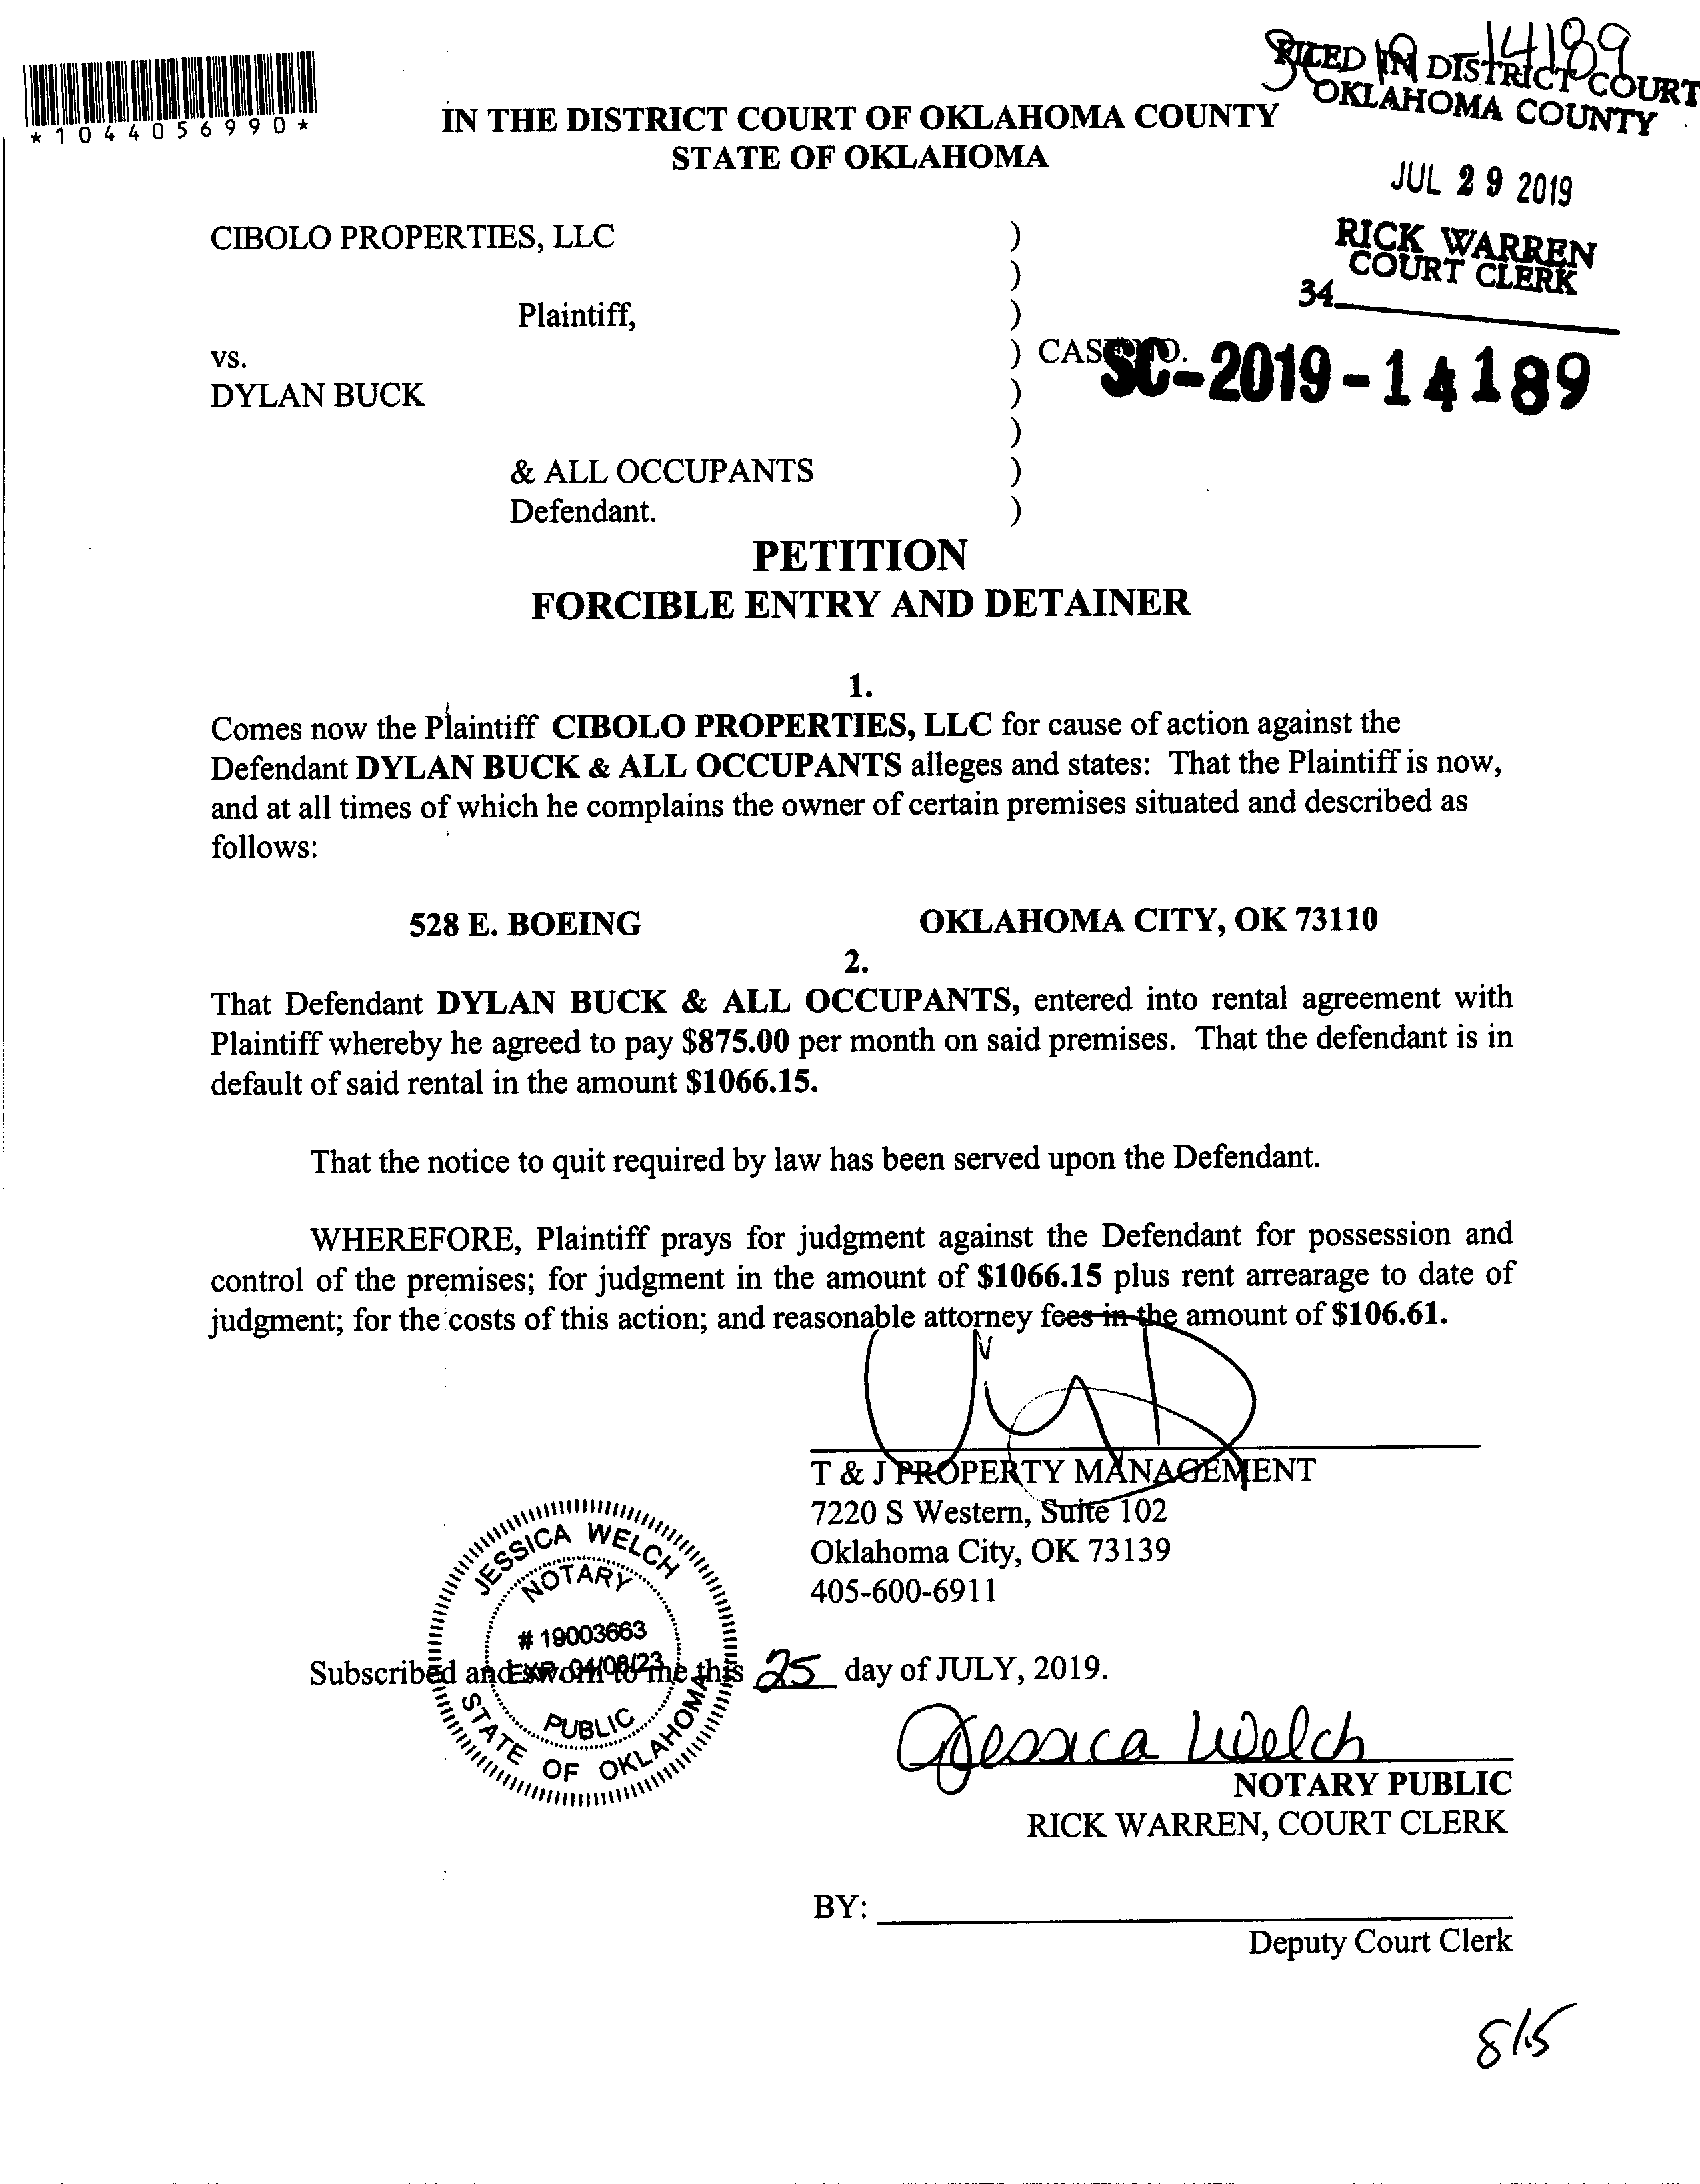 *1044056990*
SC 19 14189
FILED IN DISTRICT COURT
OKLAHOMA COUNTY
IN THE DISTRICT COURT OF OKLAHOMA COUNTY
STATE OF OKLAHOMA
JUL 29 2019
RICK WARREN
COURT CLERK
34
CIBOLO PROPERTIES, LLC )
)
Plaintiff, )
vs. ) CASE NO. SC-2019-14189
DYLAN BUCK )
)
& ALL OCCUPANTS )
Defendant. )
PETITION
FORCIBLE ENTRY AND DETAINER
1.
Comes now the Plaintiff CIBOLO PROPERTIES, LLC for cause of action against the
Defendant DYLAN BUCK & ALL OCCUPANTS alleges and states: That the Plaintiff is now,
and at all times of which he complains the owner of certain premises situated and described as
follows:
528 E. BOEING OKLAHOMA CITY, OK 73110
2.
That Defendant DYLAN BUCK & ALL OCCUPANTS, entered into rental agreement with
Plaintiff whereby he agreed to pay $875.00 per month on said premises. That the defendant is in
default of said rental in the amount $1066.15.
That the notice to quit required by law has been served upon the Defendant.
WHEREFORE, Plaintiff prays for judgment against the Defendant for possession and
control of the premises; for judgment in the amount of $1066.15 plus rent arrearage to date of
judgment; for the costs of this action; and reasonable attorney fees in the amount of $106.61.
T & J PROPERTY MANAGEMENT
7220 S Western, Suite 102
Oklahoma City, OK 73139
405-600-6911
JESSICA WELCH
NOTARY
# 19003663
EXP. 04/08/23
PUBLIC
STATE OF OKLAHOMA
Subscribed and sworn to me this 25 day of JULY, 2019.
Jessica Welch
NOTARY PUBLIC
RICK WARREN, COURT CLERK
BY:
Deputy Court Clerk
8/15